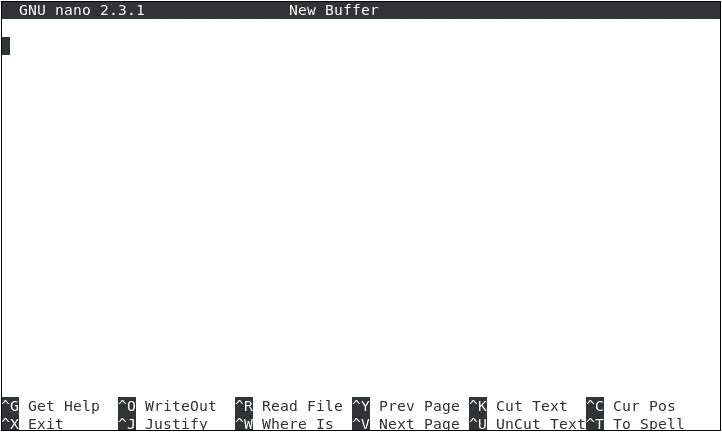 GNU nano 2.3.1 New Buffer
^G Get Help ^O WriteOut ^R Read File ^Y Prev Page ^K Cut Text ^C Cur Pos
^X Exit ^J Justify ^W Where Is ^V Next Page ^U UnCut Text ^T To Spell